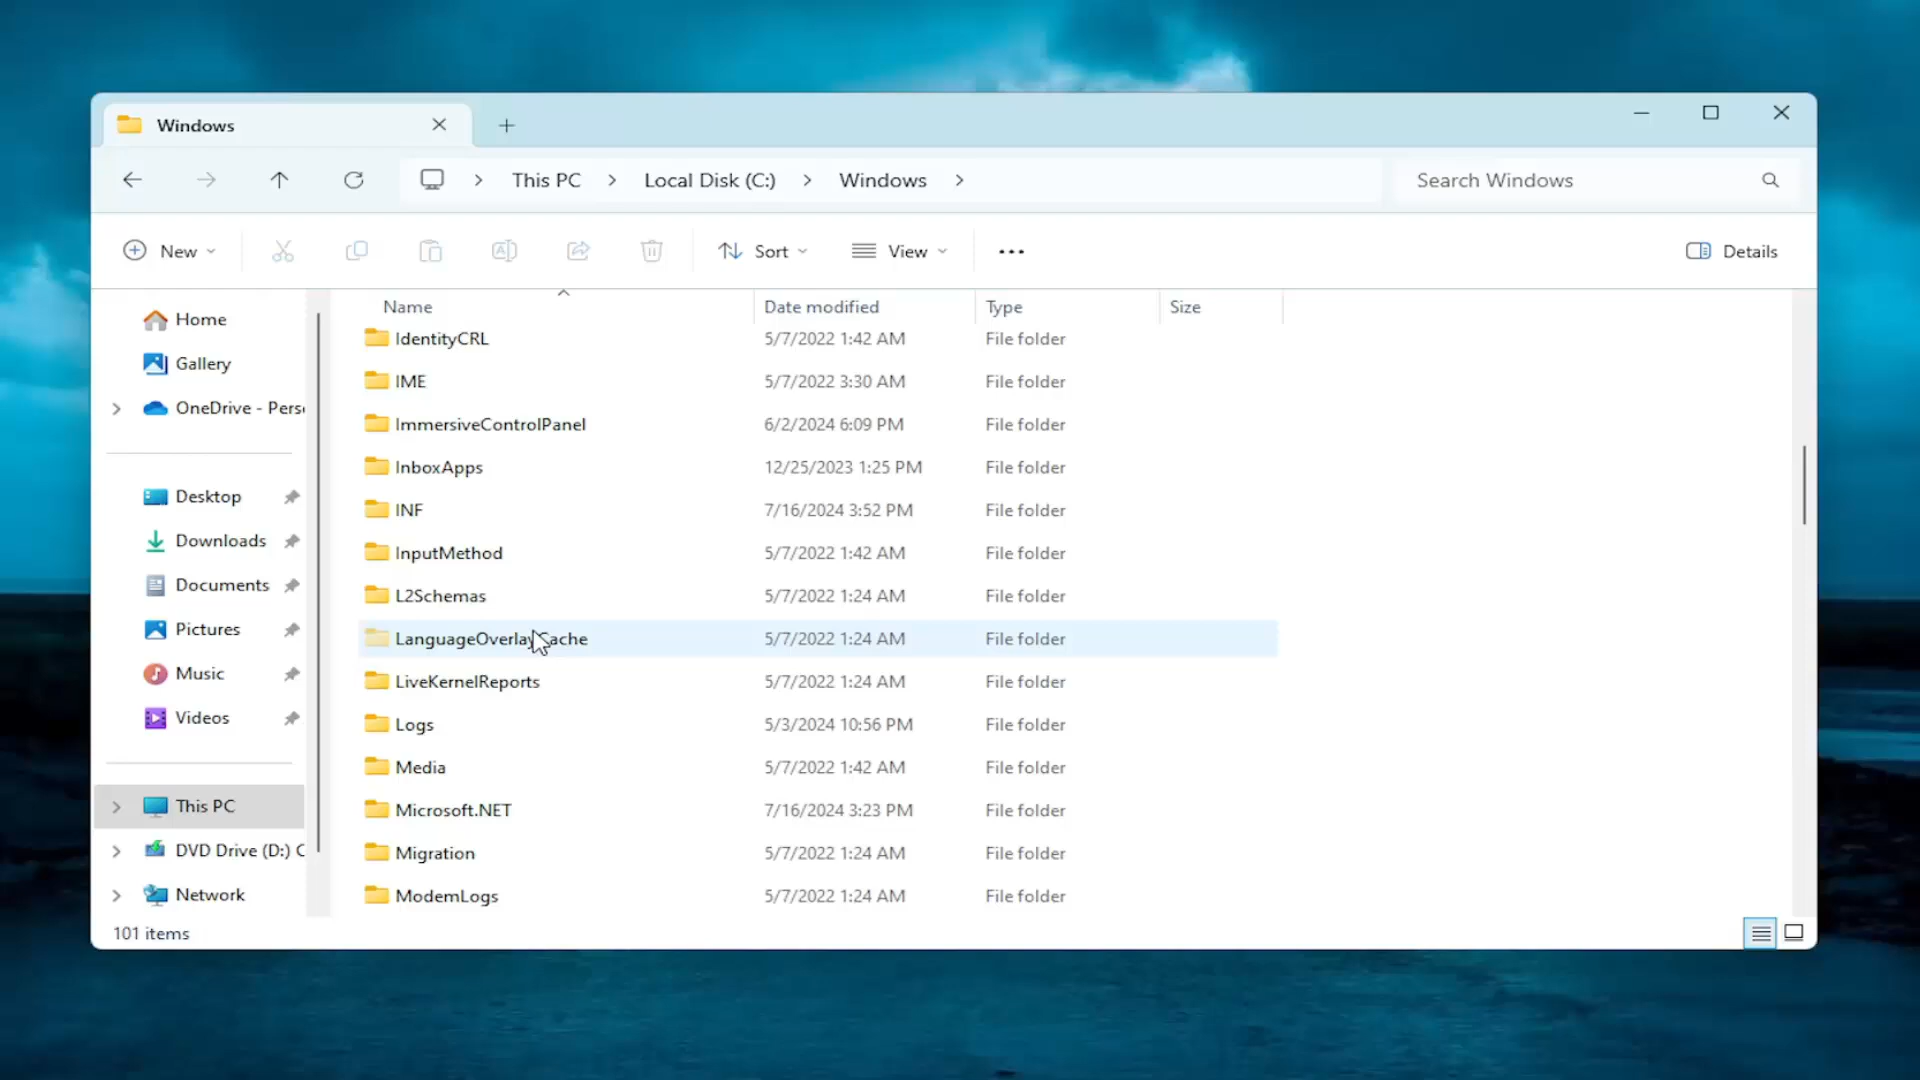 Windows
This PC
Local Disk (C:)
Windows
Search Windows
New
Sort
View
Details
Home
Gallery
OneDrive - Pers
Desktop
Downloads
Documents
Pictures
Music
Videos
This PC
DVD Drive (D:) C
Network
Name Date modified Type Size
IdentityCRL 5/7/2022 1:42 AM File folder
IME 5/7/2022 3:30 AM File folder
ImmersiveControlPanel 6/2/2024 6:09 PM File folder
InboxApps 12/25/2023 1:25 PM File folder
INF 7/16/2024 3:52 PM File folder
InputMethod 5/7/2022 1:42 AM File folder
L2Schemas 5/7/2022 1:24 AM File folder
LanguageOverlayCache 5/7/2022 1:24 AM File folder
LiveKernelReports 5/7/2022 1:24 AM File folder
Logs 5/3/2024 10:56 PM File folder
Media 5/7/2022 1:42 AM File folder
Microsoft.NET 7/16/2024 3:23 PM File folder
Migration 5/7/2022 1:24 AM File folder
ModemLogs 5/7/2022 1:24 AM File folder
101 items